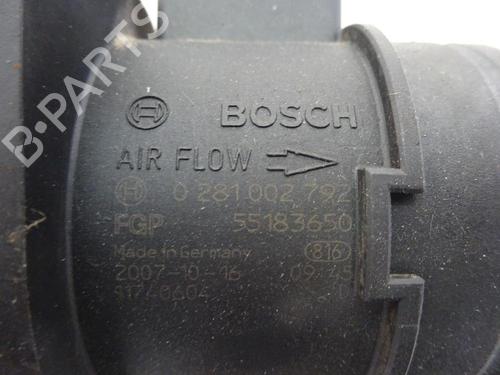 B-PARTS
BOSCH
AIR FLOW
0 281 002 792
FGP 55183650
Made in Germany 816
2007-10-16 09:45